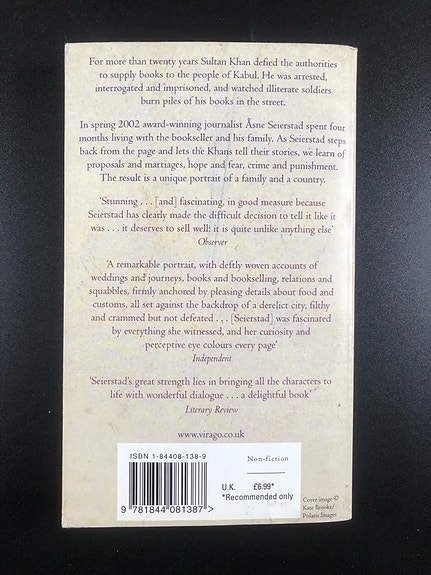 For more than twenty years Sultan Khan defied the authorities
to supply books to the people of Kabul. He was arrested,
interrogated and imprisoned, and watched illiterate soldiers
burn piles of his books in the street.
In spring 2002 award-winning journalist Åsne Seierstad spent four
months living with the bookseller and his family. As Seierstad steps
back from the page and lets the Khans tell their stories, we learn of
proposals and marriages, hope and fear, crime and punishment.
The result is a unique portrait of a family and a country.
'Stunning . . . [and] fascinating, in good measure because
Seierstad has clearly made the difficult decision to tell it like it
was . . . it deserves to sell well: it is quite unlike anything else'
Observer
'A remarkable portrait, with deftly woven accounts of
weddings and journeys, books and bookselling, relations and
squabbles, firmly anchored by pleasing details about food and
customs, all set against the backdrop of a derelict city, filthy
and crammed but not defeated . . . [Seierstad] was fascinated
by everything she witnessed, and her curiosity and
perceptive eye colours every page'
Independent
'Seierstad's great strength lies in bringing all the characters to
life with wonderful dialogue . . . a delightful book'
Literary Review
www.virago.co.uk
ISBN 1-84408-138-9
Non-fiction
U.K. £6.99*
*Recommended only
9 781844 081387 >
Cover image ©
Kate Brooks/
Polaris Images